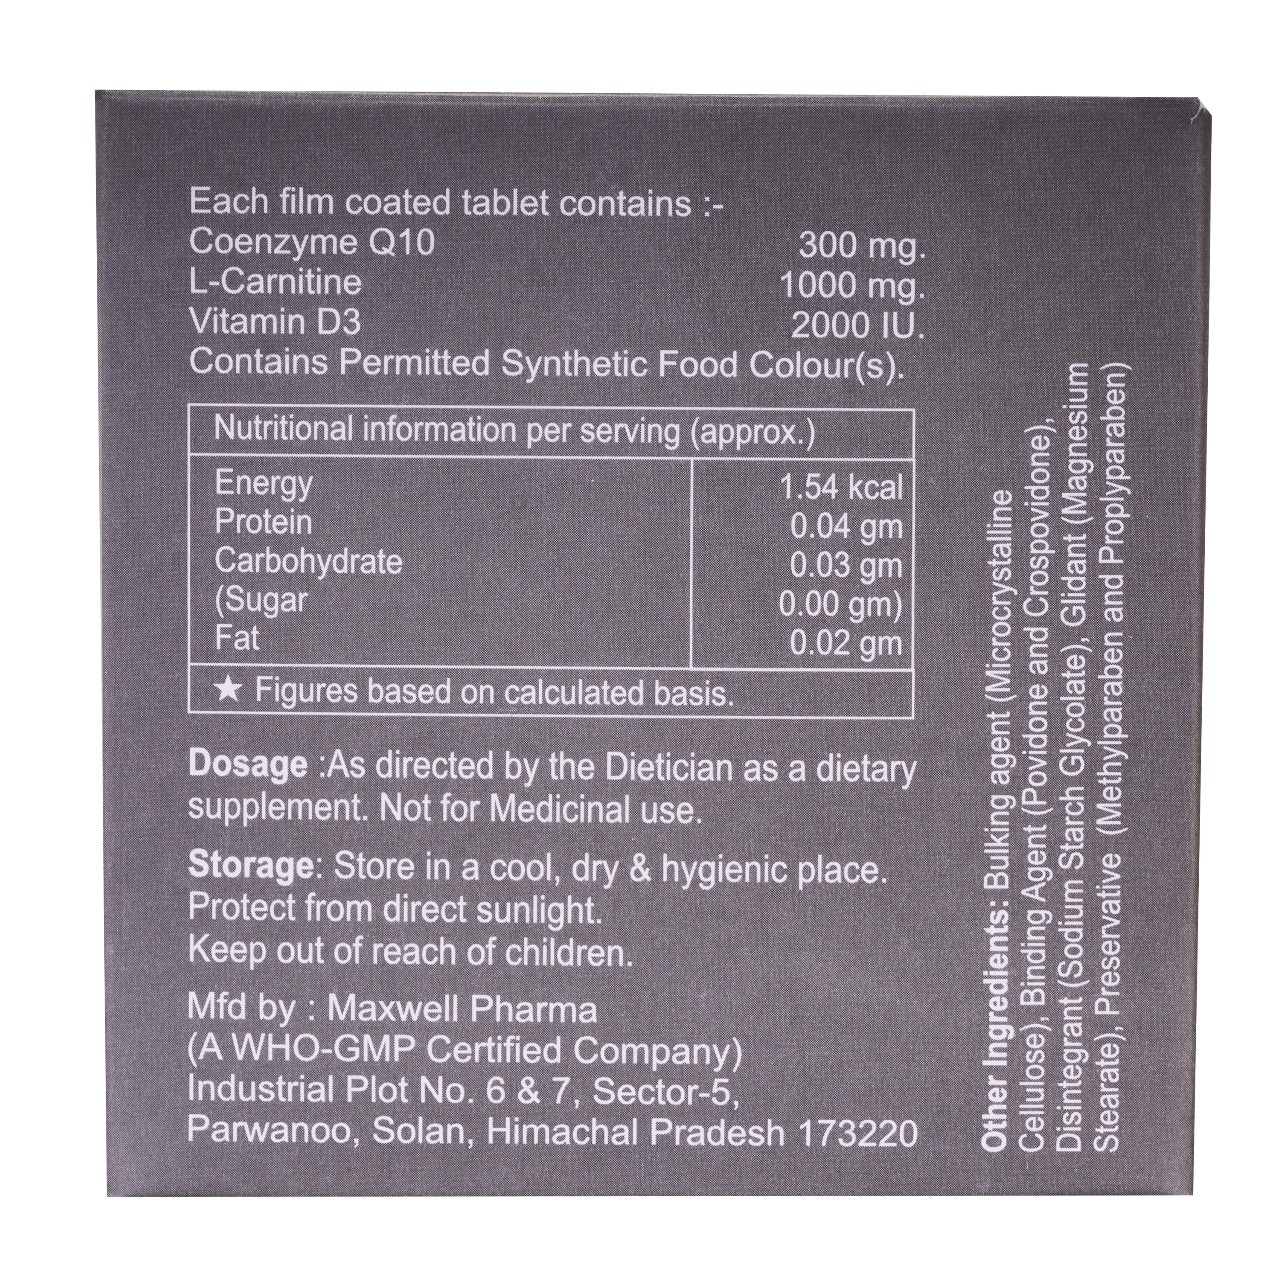 Each film coated tablet contains :-
Coenzyme Q10 300 mg.
L-Carnitine 1000 mg.
Vitamin D3 2000 IU.
Contains Permitted Synthetic Food Colour(s).
Nutritional information per serving (approx.)
Energy 1.54 kcal
Protein 0.04 gm
Carbohydrate 0.03 gm
(Sugar 0.00 gm)
Fat 0.02 gm
★ Figures based on calculated basis.
Dosage :As directed by the Dietician as a dietary
supplement. Not for Medicinal use.
Storage: Store in a cool, dry & hygienic place.
Protect from direct sunlight.
Keep out of reach of children.
Mfd by : Maxwell Pharma
(A WHO-GMP Certified Company)
Industrial Plot No. 6 & 7, Sector-5,
Parwanoo, Solan, Himachal Pradesh 173220
Other Ingredients: Bulking agent (Microcrystalline
Cellulose), Binding Agent (Povidone and Crospovidone),
Disintegrant (Sodium Starch Glycolate), Glidant (Magnesium
Stearate), Preservative (Methylparaben and Proplyparaben)